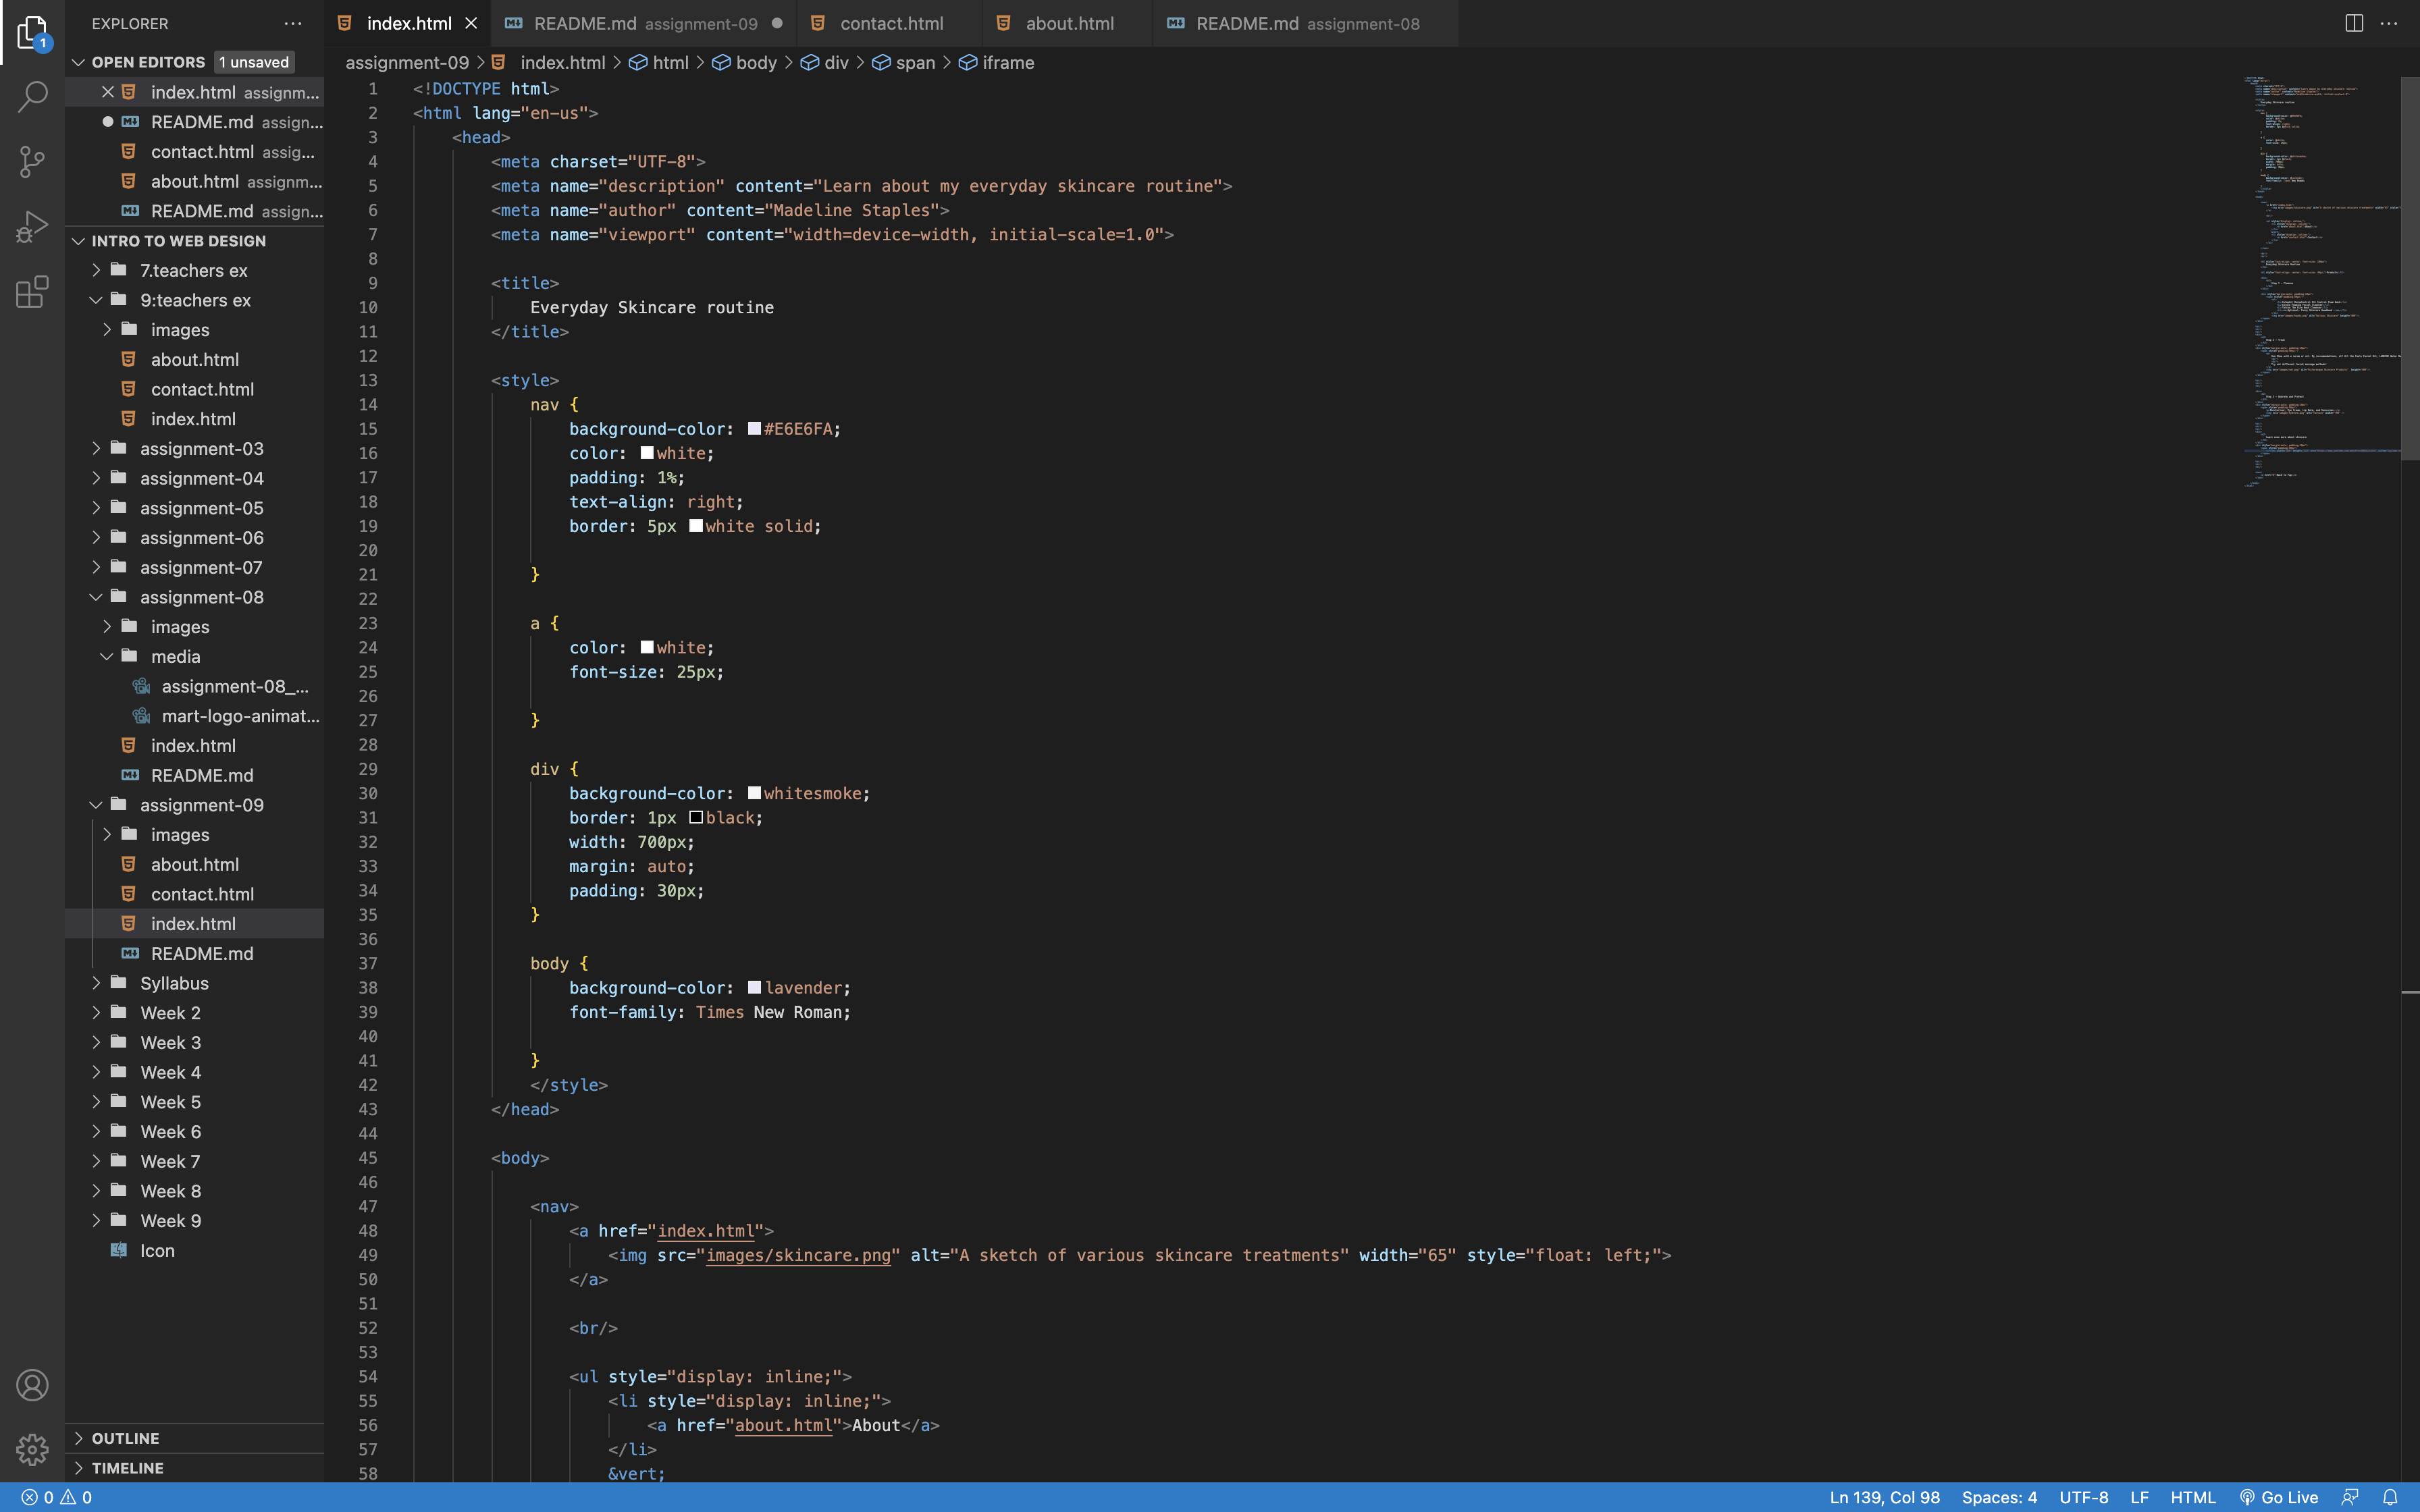 EXPLORER
OPEN EDITORS 1 unsaved
index.html assignm...
README.md assign...
contact.html assig...
about.html assignm...
README.md assign...
INTRO TO WEB DESIGN
7.teachers ex
9:teachers ex
images
about.html
contact.html
index.html
assignment-03
assignment-04
assignment-05
assignment-06
assignment-07
assignment-08
images
media
assignment-08_...
mart-logo-animat...
index.html
README.md
assignment-09
images
about.html
contact.html
index.html
README.md
Syllabus
Week 2
Week 3
Week 4
Week 5
Week 6
Week 7
Week 8
Week 9
Icon
OUTLINE
TIMELINE
1
index.html README.md assignment-09 contact.html about.html README.md assignment-08
assignment-09 > index.html > html > body > div > span > iframe
1 <!DOCTYPE html>
2 <html lang="en-us">
3 <head>
4 <meta charset="UTF-8">
5 <meta name="description" content="Learn about my everyday skincare routine">
6 <meta name="author" content="Madeline Staples">
7 <meta name="viewport" content="width=device-width, initial-scale=1.0">
8
9 <title>
10 Everyday Skincare routine
11 </title>
12
13 <style>
14 nav {
15 background-color: #E6E6FA;
16 color: white;
17 padding: 1%;
18 text-align: right;
19 border: 5px white solid;
20
21 }
22
23 a {
24 color: white;
25 font-size: 25px;
26
27 }
28
29 div {
30 background-color: whitesmoke;
31 border: 1px black;
32 width: 700px;
33 margin: auto;
34 padding: 30px;
35 }
36
37 body {
38 background-color: lavender;
39 font-family: Times New Roman;
40
41 }
42 </style>
43 </head>
44
45 <body>
46
47 <nav>
48 <a href="index.html">
49 <img src="images/skincare.png" alt="A sketch of various skincare treatments" width="65" style="float: left;">
50 </a>
51
52 <br/>
53
54 <ul style="display: inline;">
55 <li style="display: inline;">
56 <a href="about.html">About</a>
57 </li>
58 &vert;
0 0
Ln 139, Col 98 Spaces: 4 UTF-8 LF HTML Go Live